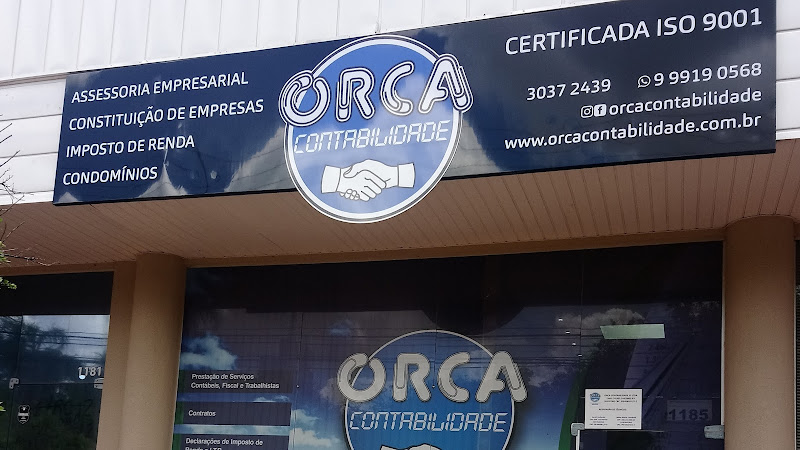 ASSESSORIA EMPRESARIAL
CONSTITUIÇÃO DE EMPRESAS
IMPOSTO DE RENDA
CONDOMÍNIOS
ORCA
CONTABILIDADE
CERTIFICADA ISO 9001
3037 2439 9 9919 0568
orcacontabilidade
www.orcacontabilidade.com.br
1181
Prestação de Serviços
Contábeis, Fiscal e Trabalhistas
Contratos
Declarações de Imposto de
ORCA
CONTABILIDADE
1185